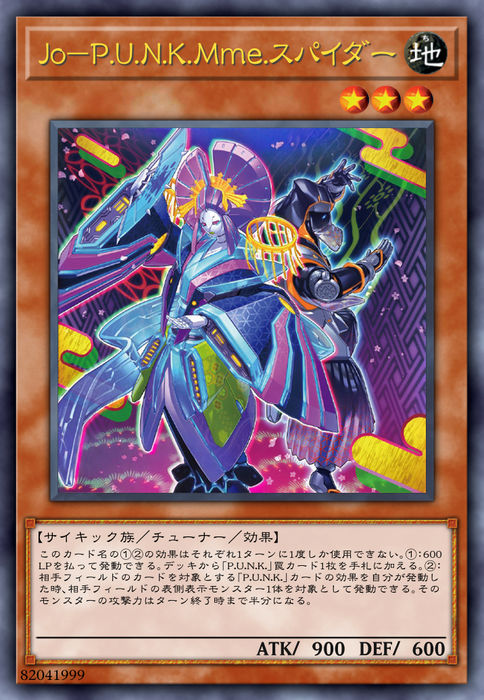 Jo－P.U.N.K.Mme.スパイダー
ち
地
【サイキック族／チューナー／効果】
このカード名の①②の効果はそれぞれ1ターンに1度しか使用できない。①：600
LPを払って発動できる。デッキから「P.U.N.K.」罠カード1枚を手札に加える。②：
相手フィールドのカードを対象とする「P.U.N.K.」カードの効果を自分が発動し
た時、相手フィールドの表側表示モンスター1体を対象として発動できる。その
モンスターの攻撃力はターン終了時まで半分になる。
ATK/ 900 DEF/ 600
82041999